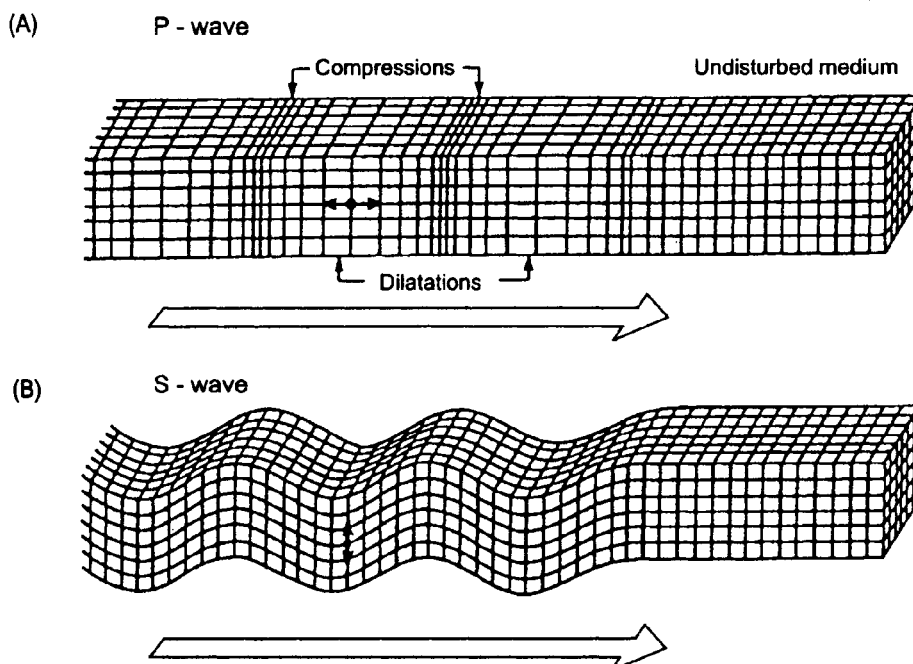 (A) P - wave
Compressions Undisturbed medium
Dilatations
(B) S - wave